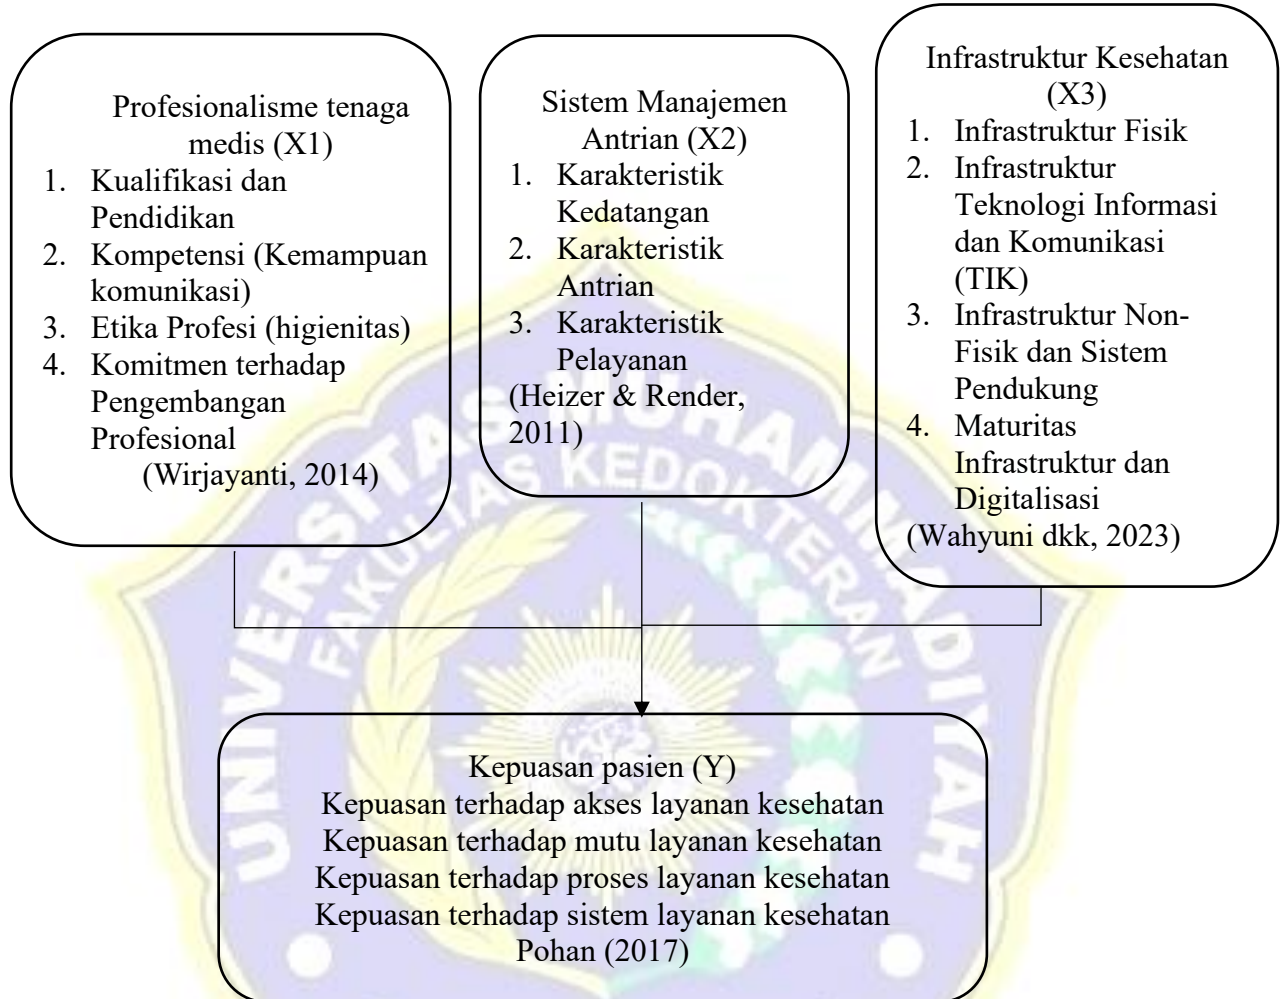 Profesionalisme tenaga
medis (X1)
1. Kualifikasi dan
Pendidikan
2. Kompetensi (Kemampuan
komunikasi)
3. Etika Profesi (higienitas)
4. Komitmen terhadap
Pengembangan
Profesional
(Wirjayanti, 2014)
Sistem Manajemen
Antrian (X2)
1. Karakteristik
Kedatangan
2. Karakteristik
Antrian
3. Karakteristik
Pelayanan
(Heizer & Render,
2011)
Infrastruktur Kesehatan
(X3)
1. Infrastruktur Fisik
2. Infrastruktur
Teknologi Informasi
dan Komunikasi
(TIK)
3. Infrastruktur Non-
Fisik dan Sistem
Pendukung
4. Maturitas
Infrastruktur dan
Digitalisasi
(Wahyuni dkk, 2023)
UNIVERSITAS MUHAMMADIYAH
FAKULTAS KEDOKTERAN
Kepuasan pasien (Y)
Kepuasan terhadap akses layanan kesehatan
Kepuasan terhadap mutu layanan kesehatan
Kepuasan terhadap proses layanan kesehatan
Kepuasan terhadap sistem layanan kesehatan
Pohan (2017)